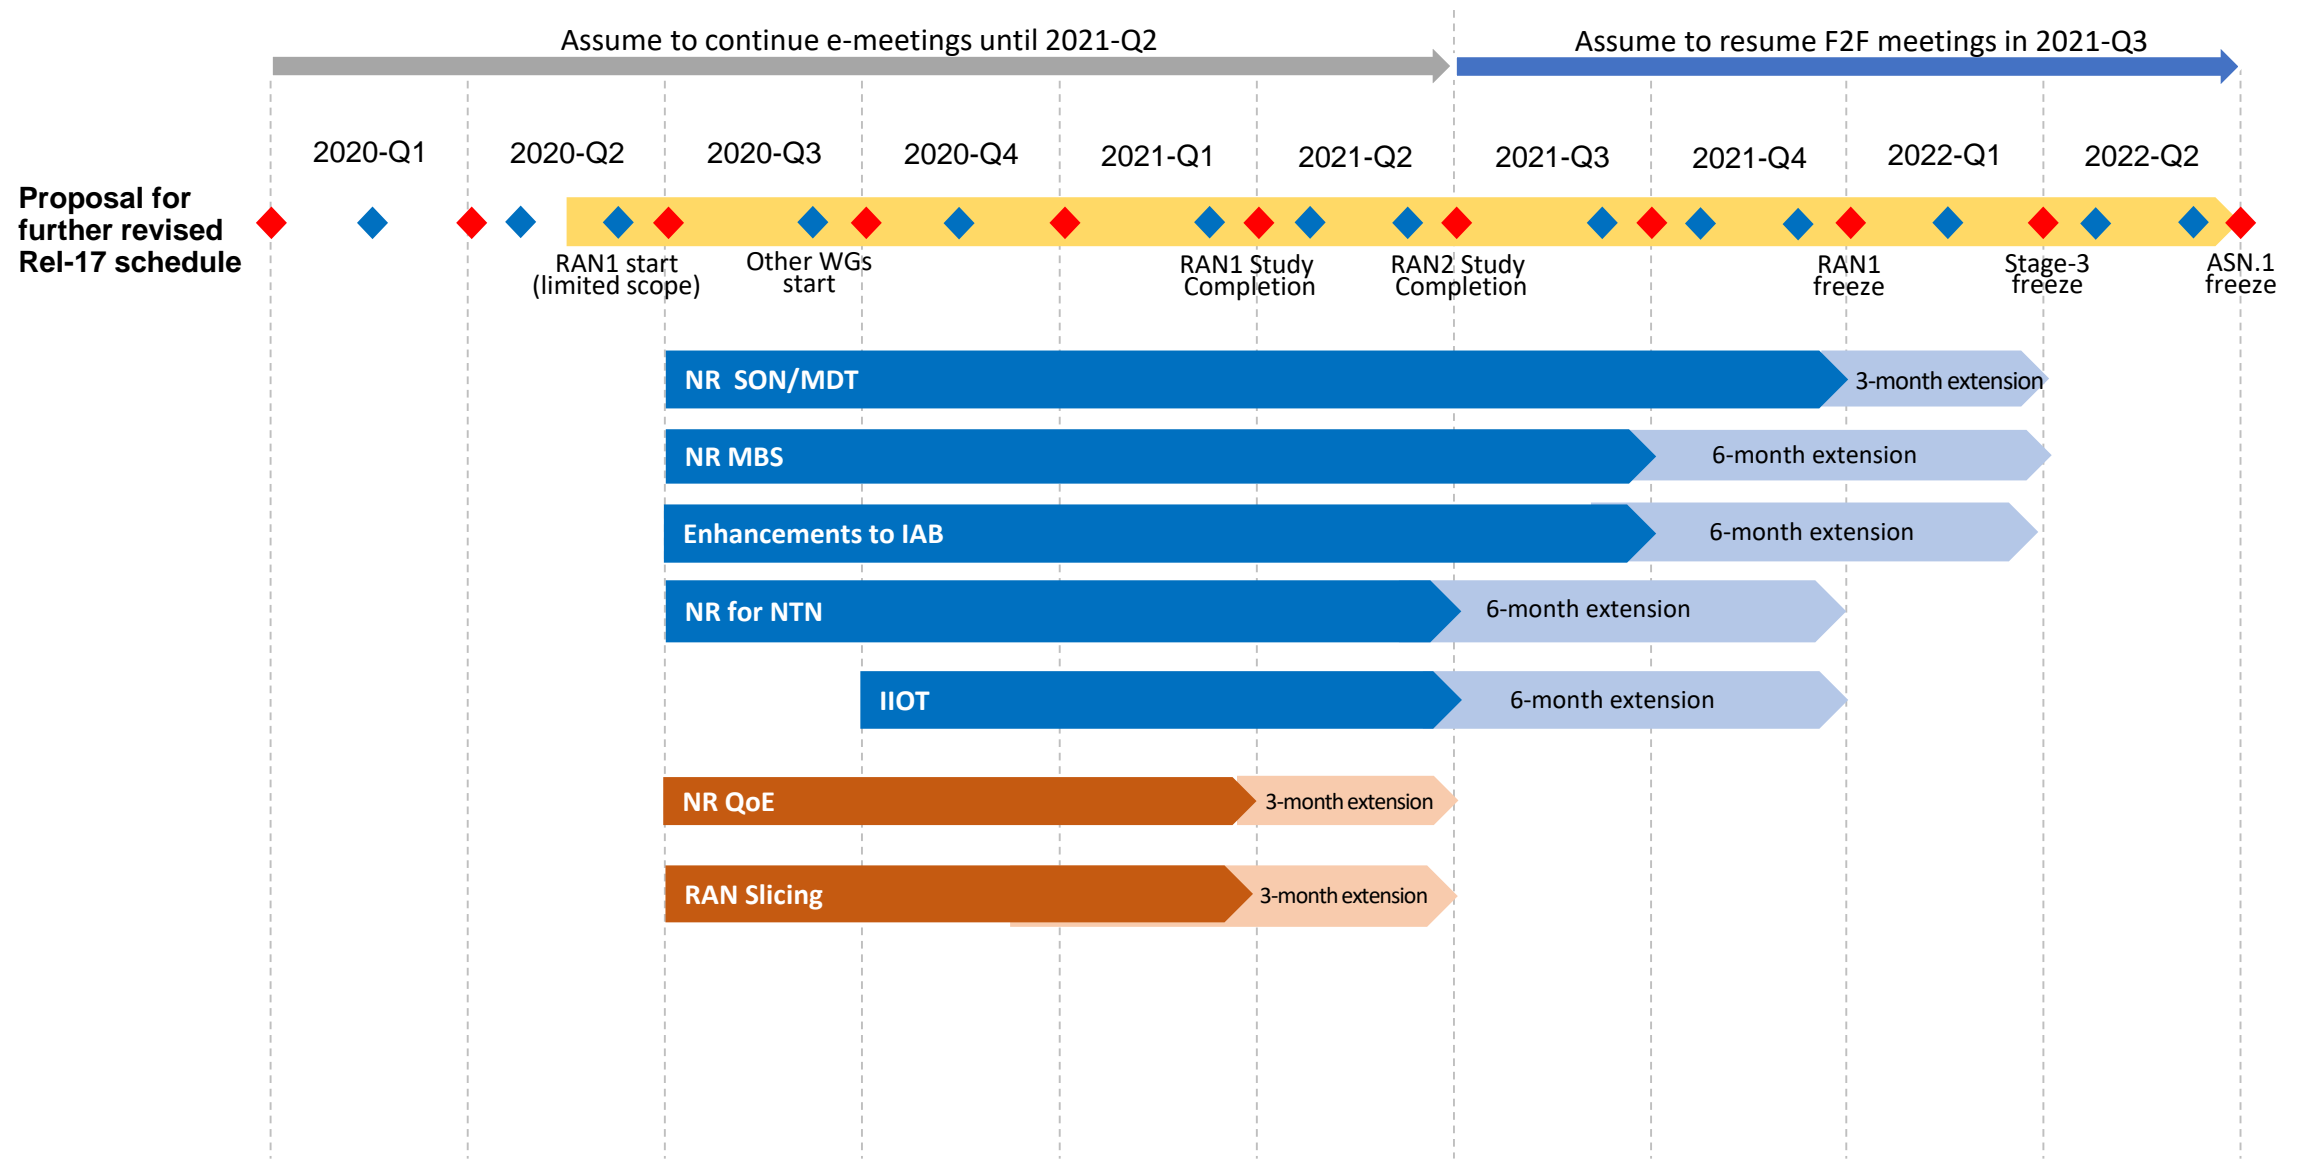 Assume to continue e-meetings until 2021-Q2
Assume to resume F2F meetings in 2021-Q3
2020-Q1
2020-Q2
2020-Q3
2020-Q4
2021-Q1
2021-Q2
2021-Q3
2021-Q4
2022-Q1
2022-Q2
Proposal for
further revised
Rel-17 schedule
RAN1 start
(limited scope)
Other WGs
start
RAN1 Study
Completion
RAN2 Study
Completion
RAN1
freeze
Stage-3
freeze
ASN.1
freeze
NR  SON/MDT
3-month extension
NR MBS
6-month extension
Enhancements to IAB
6-month extension
NR for NTN
6-month extension
IIOT
6-month extension
NR QoE
3-month extension
RAN Slicing
3-month extension